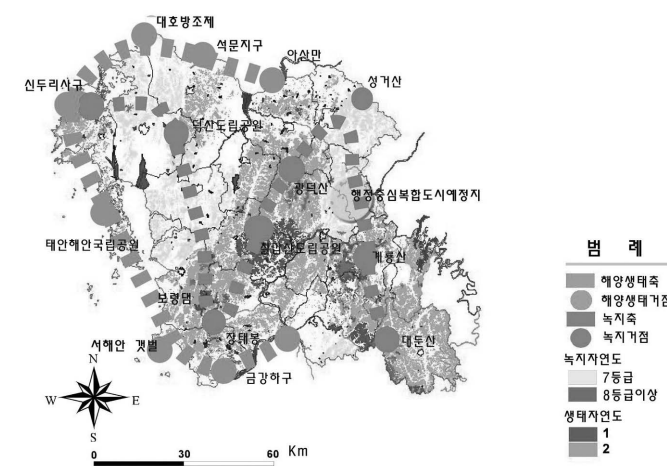 대호방조제
석문지구
아산만
신두리사구
성거산
덕산도립공원
광덕산
행정중심복합도시예정지
태안해안국립공원
칠갑산도립공원
계룡산
보령댐
서해안 갯벌
장태봉
대둔산
금강하구
N
W E
S
0 30 60 Km
범 례
해양생태축
해양생태거점
녹지축
녹지거점
녹지자연도
7등급
8등급이상
생태자연도
1
2